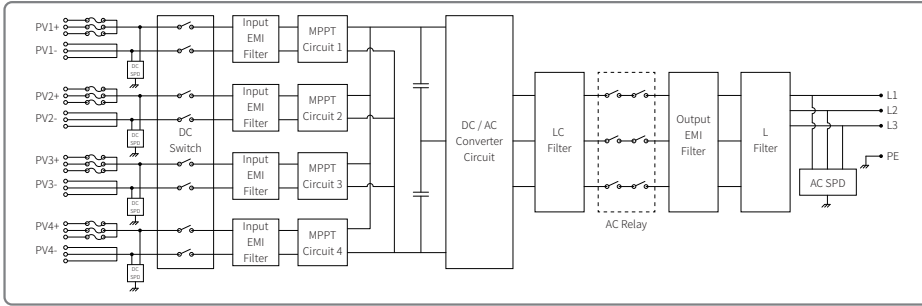 PV1+
PV1-
DC
SPD
PV2+
PV2-
DC
SPD
PV3+
PV3-
DC
SPD
PV4+
PV4-
DC
SPD
DC
Switch
Input
EMI
Filter
Input
EMI
Filter
Input
EMI
Filter
Input
EMI
Filter
MPPT
Circuit 1
MPPT
Circuit 2
MPPT
Circuit 3
MPPT
Circuit 4
DC / AC
Converter
Circuit
LC
Filter
AC Relay
Output
EMI
Filter
L
Filter
L1
L2
L3
PE
AC SPD